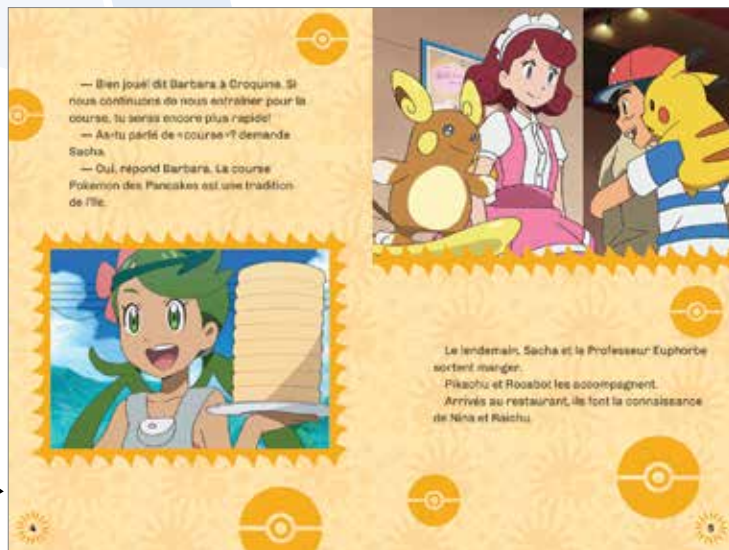 — Bien joué! dit Barbara à Croquine. Si
nous continuons de nous entraîner pour la
course, tu seras encore plus rapide!
— As-tu parlé de «course»? demande
Sacha.
— Oui, répond Barbara. La course
Pokémon des Pancakes est une tradition
de l'île.
4
Le lendemain, Sacha et le Professeur Euphorbe
sortent manger.
Pikachu et Rocabot les accompagnent.
Arrivés au restaurant, ils font la connaissance
de Nina et Raichu.
5